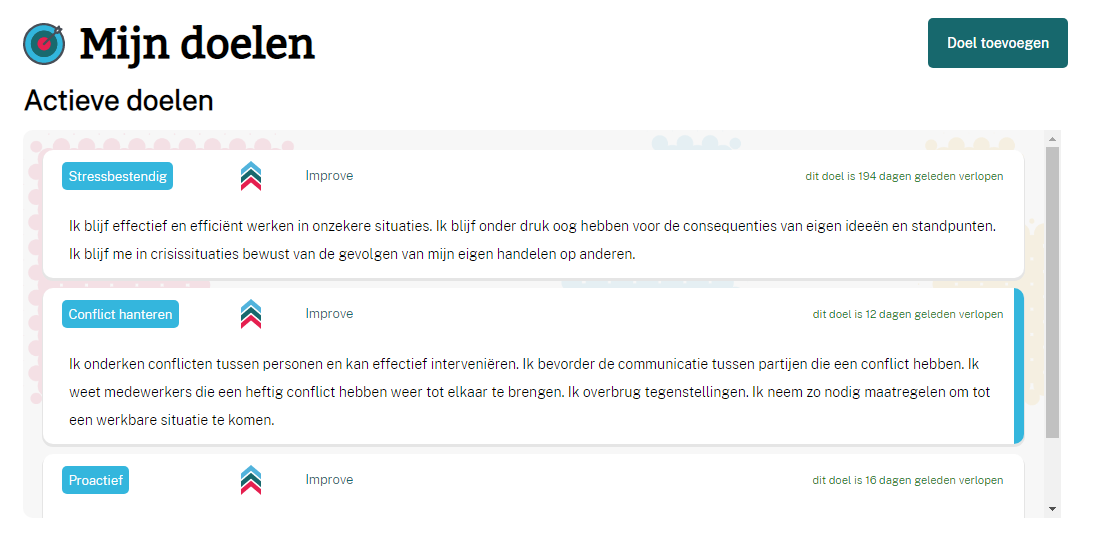 Mijn doelen
Doel toevoegen
Actieve doelen
Stressbestendig
Improve
dit doel is 194 dagen geleden verlopen
Ik blijf effectief en efficiënt werken in onzekere situaties. Ik blijf onder druk oog hebben voor de consequenties van eigen ideeën en standpunten.
Ik blijf me in crisissituaties bewust van de gevolgen van mijn eigen handelen op anderen.
Conflict hanteren
Improve
dit doel is 12 dagen geleden verlopen
Ik onderken conflicten tussen personen en kan effectief interveniëren. Ik bevorder de communicatie tussen partijen die een conflict hebben. Ik
weet medewerkers die een heftig conflict hebben weer tot elkaar te brengen. Ik overbrug tegenstellingen. Ik neem zo nodig maatregelen om tot
een werkbare situatie te komen.
Proactief
Improve
dit doel is 16 dagen geleden verlopen